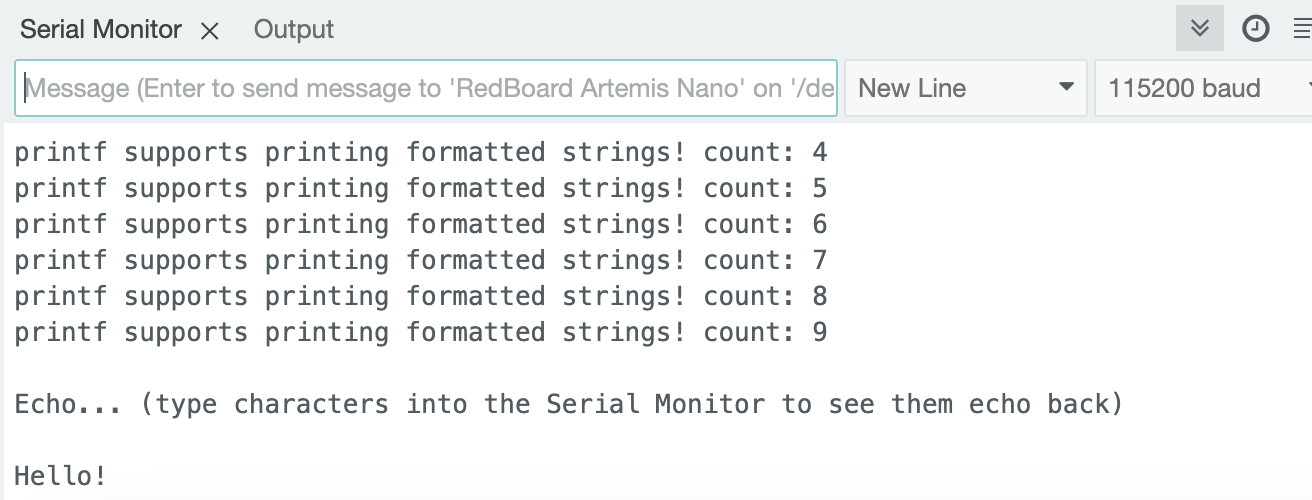 Serial Monitor Output
Message (Enter to send message to 'RedBoard Artemis Nano' on '/de
New Line
115200 baud
printf supports printing formatted strings! count: 4
printf supports printing formatted strings! count: 5
printf supports printing formatted strings! count: 6
printf supports printing formatted strings! count: 7
printf supports printing formatted strings! count: 8
printf supports printing formatted strings! count: 9
Echo... (type characters into the Serial Monitor to see them echo back)
Hello!